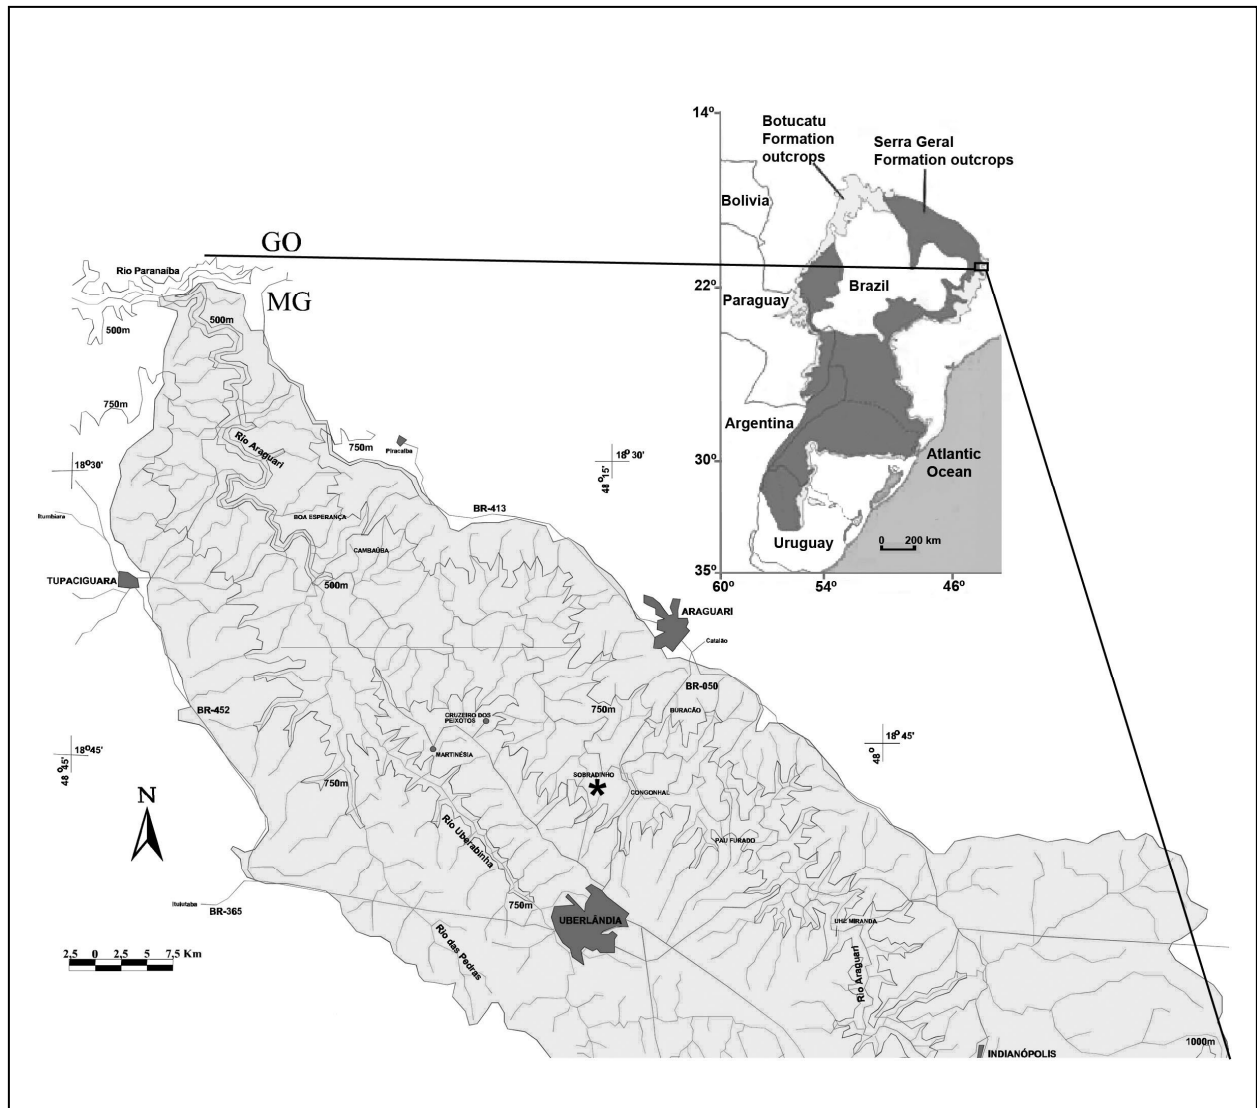 14º
Botucatu
Formation
outcrops
Serra Geral
Formation outcrops
Bolivia
GO
Rio Paranaíba
MG
22º
Paraguay
Brazil
500m
500m
750m
Argentina
Rio Araguari
750m
Piracaíba
Atlantic
Ocean
18º30'
18º30'
48º15'
30º
Itumbiara
BOA ESPERANÇA
BR-413
CAMBAÚBA
Uruguay
0 200 km
TUPACIGUARA
500m
35º
60º
54º
46º
ARAGUARI
Catalão
BR-050
BR-452
CRUZEIRO DOS
PEIXOTOS
750m
BURACÃO
MARTINÉSIA
18º45'
48º45'
18º45'
48º
750m
SOBRADINHO
*
CONGONHAL
N
Rio Uberabinha
PAU FURADO
Ituiutaba
BR-365
750m
UBERLÂNDIA
UHE MIRANDA
Rio das Pedras
Rio Araguari
2,5 0 2,5 5 7,5 Km
1000m
INDIANÓPOLIS